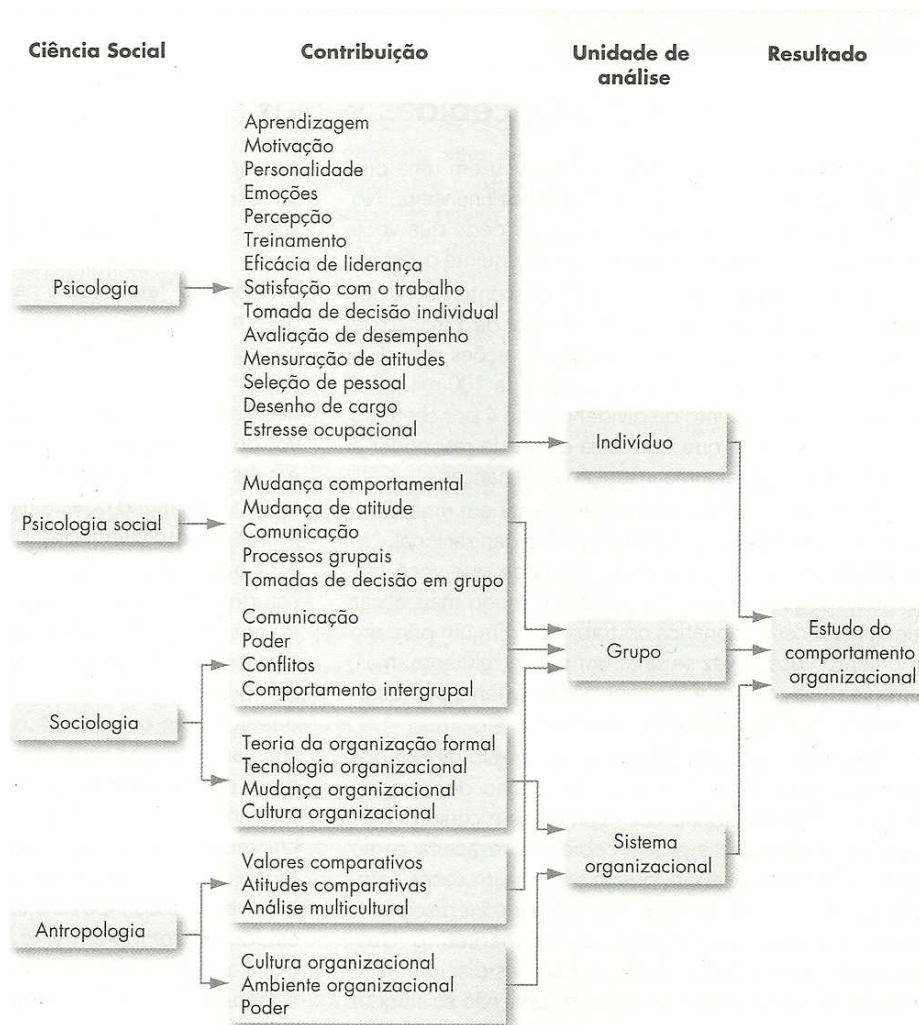 Ciência Social
Contribuição
Unidade de
análise
Resultado
Psicologia
Aprendizagem
Motivação
Personalidade
Emoções
Percepção
Treinamento
Eficácia de liderança
Satisfação com o trabalho
Tomada de decisão individual
Avaliação de desempenho
Mensuração de atitudes
Seleção de pessoal
Desenho de cargo
Estresse ocupacional
Indivíduo
Psicologia social
Mudança comportamental
Mudança de atitude
Comunicação
Processos grupais
Tomadas de decisão em grupo
Comunicação
Poder
Conflitos
Comportamento intergrupal
Grupo
Estudo do
comportamento
organizacional
Sociologia
Teoria da organização formal
Tecnologia organizacional
Mudança organizacional
Cultura organizacional
Sistema
organizacional
Antropologia
Valores comparativos
Atitudes comparativas
Análise multicultural
Cultura organizacional
Ambiente organizacional
Poder